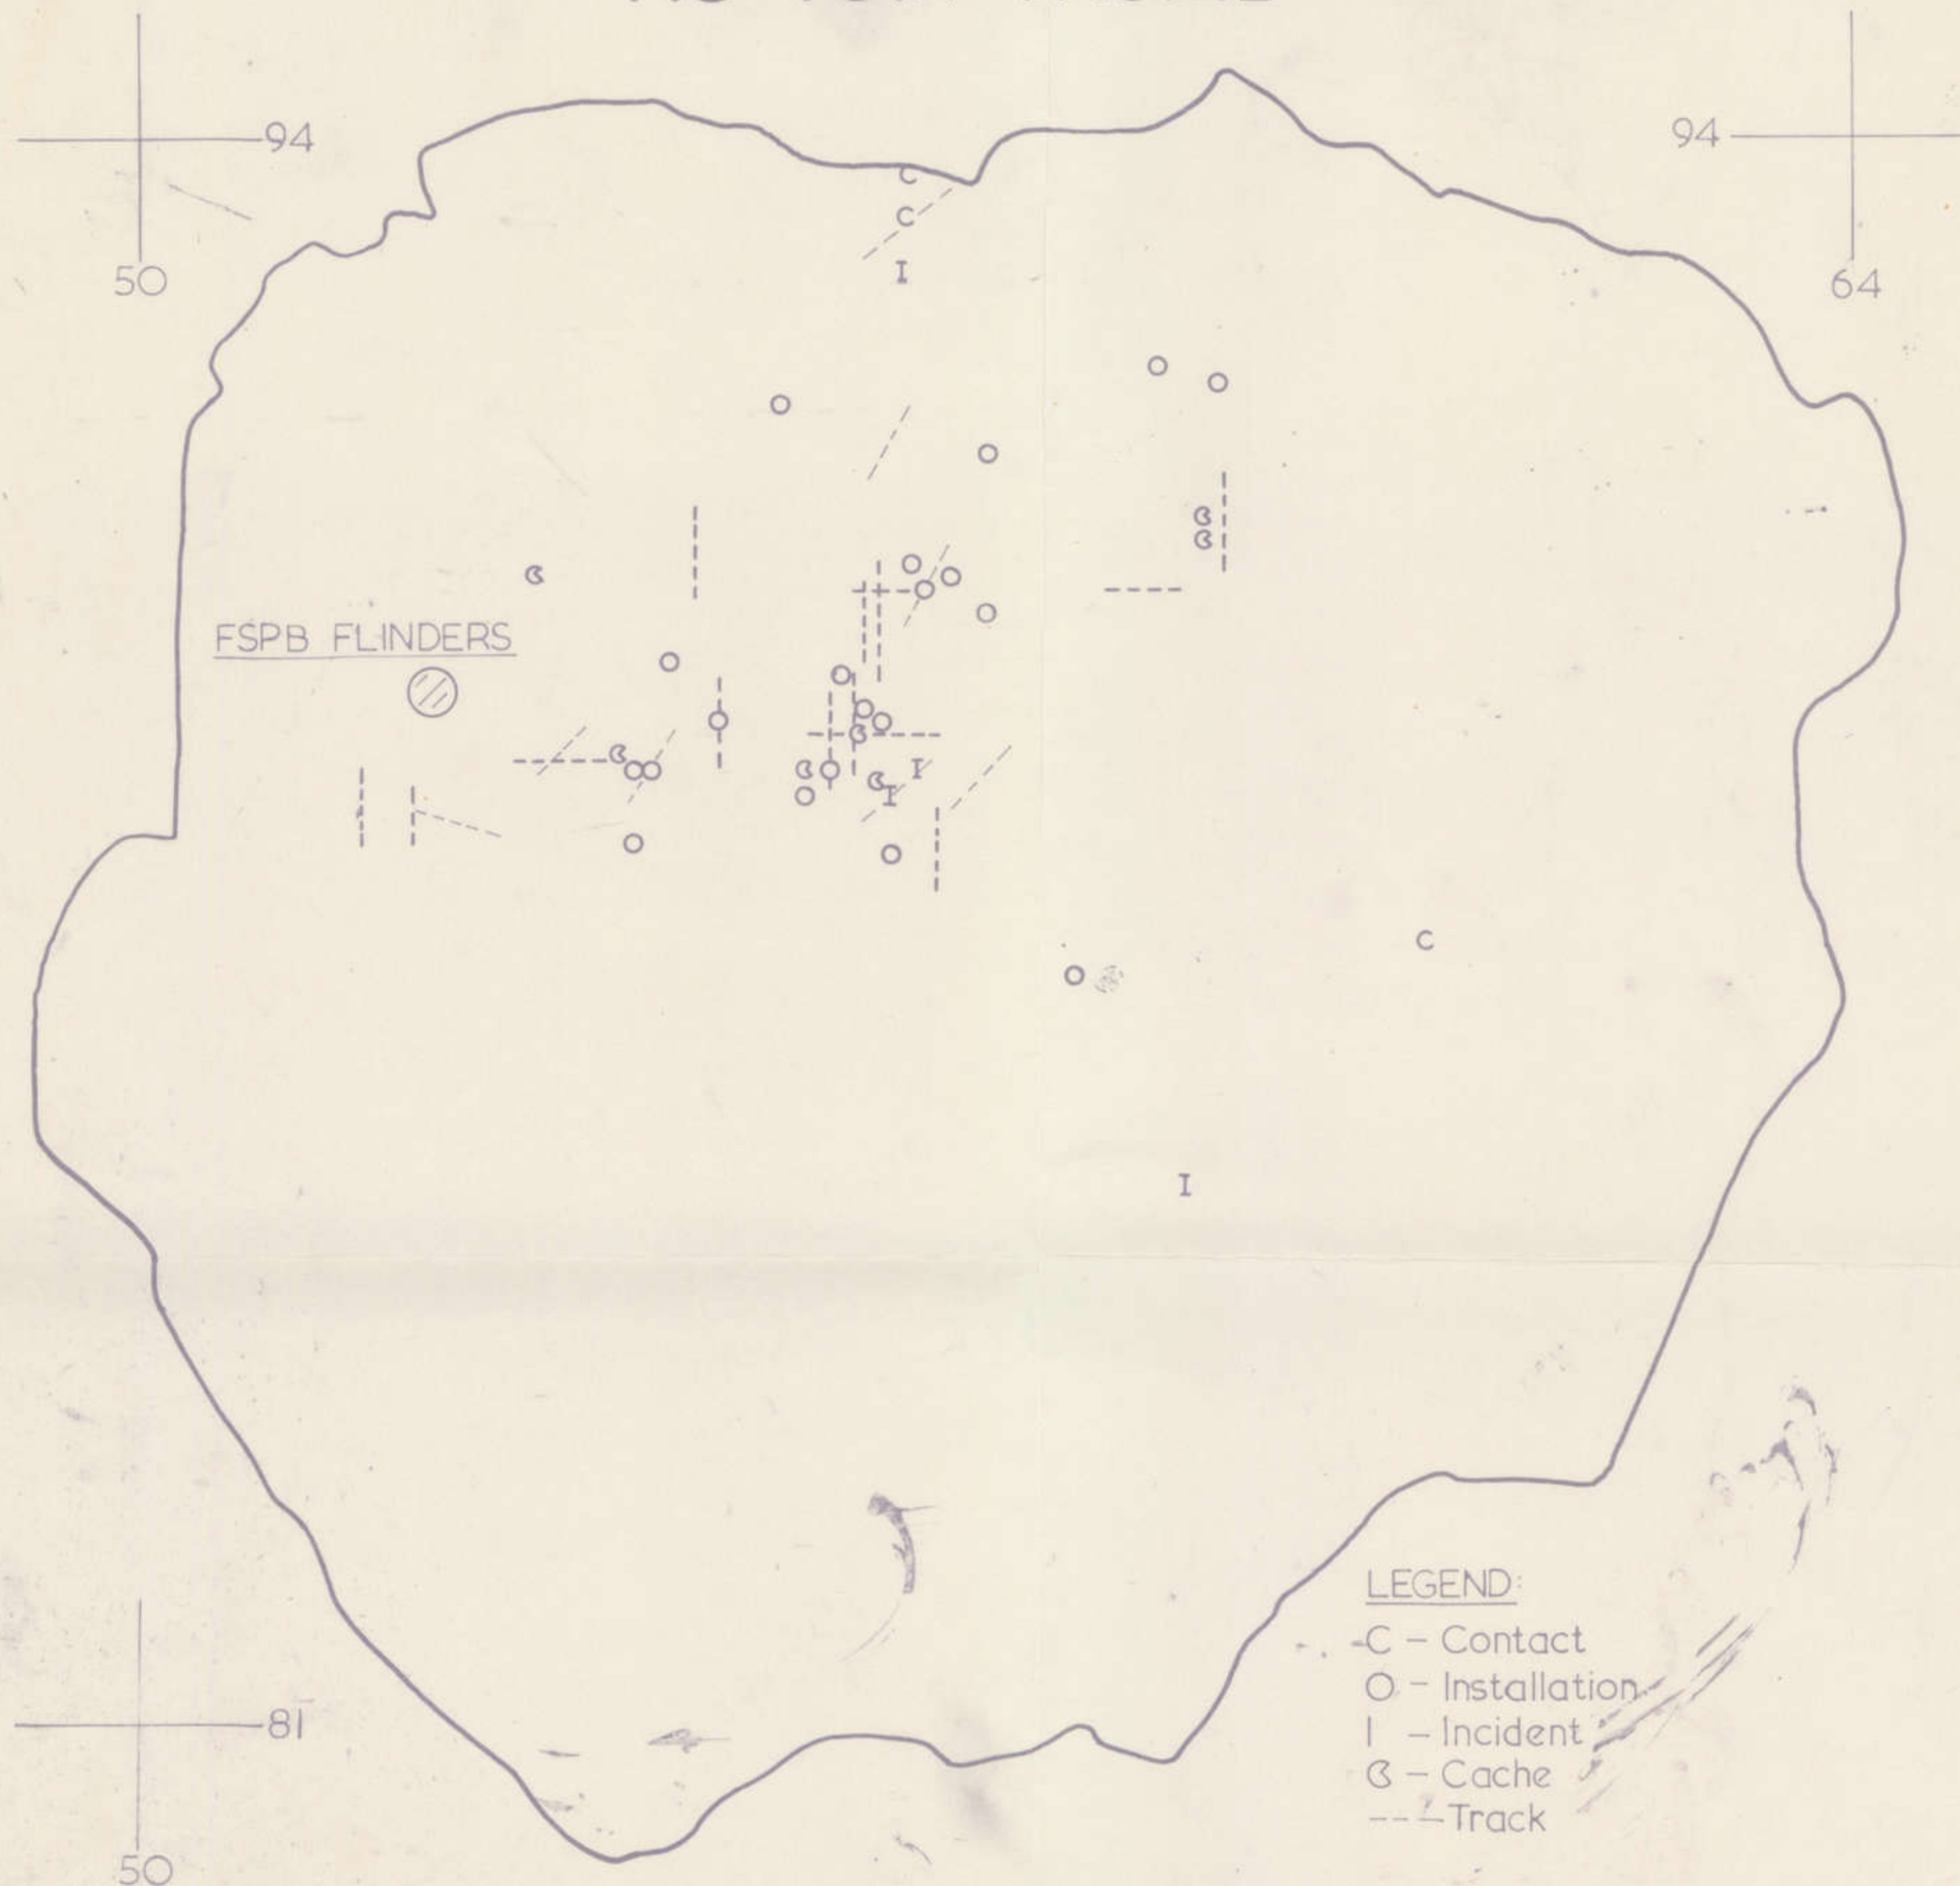 94
94
50
64
C
C
I
FSPB FLINDERS
I
I
C
I
81
50
LEGEND:
C - Contact
O - Installation
I - Incident
- Cache
--- Track